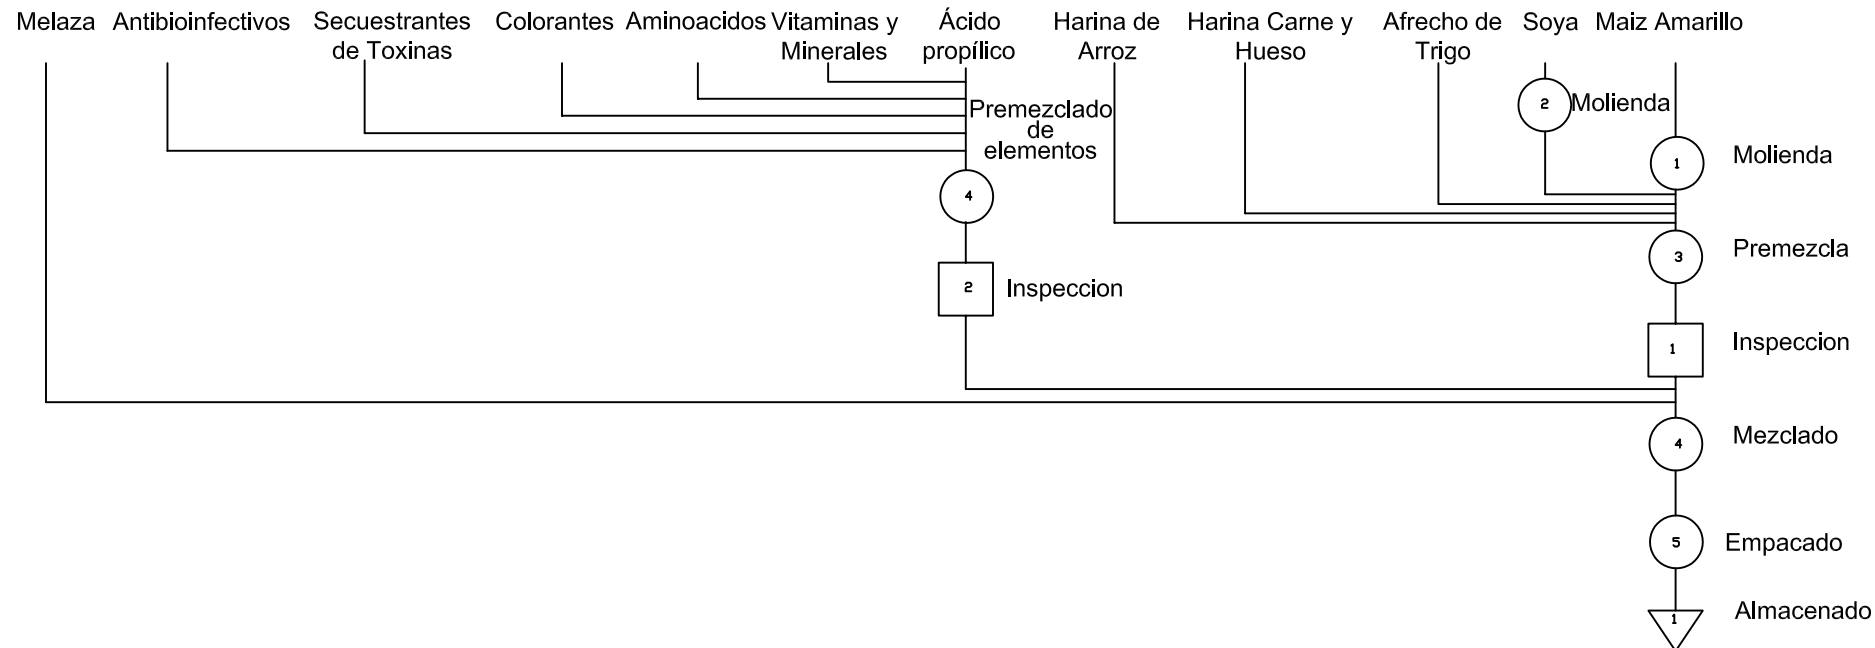 Melaza
Antibioinfectivos
Secuestrantes
de Toxinas
Colorantes
Aminoacidos
Vitaminas y
Minerales
Ácido
propílico
Harina de
Arroz
Harina Carne y
Hueso
Afrecho de
Trigo
Soya
Maiz Amarillo
2
Molienda
Premezclado
de
elementos
1
Molienda
4
3
Premezcla
2
Inspeccion
1
Inspeccion
4
Mezclado
5
Empacado
1
Almacenado